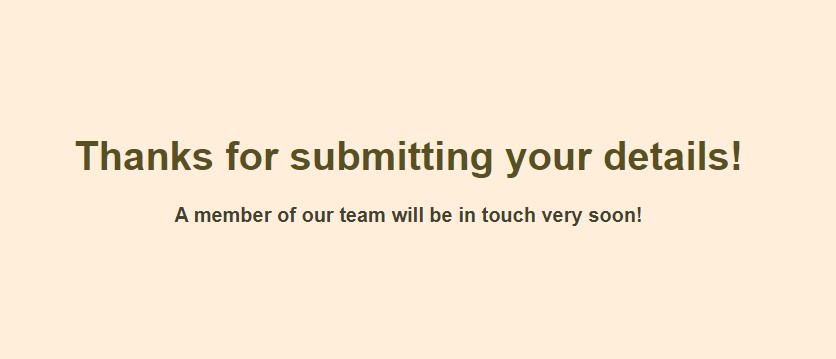 Thanks for submitting your details!
A member of our team will be in touch very soon!